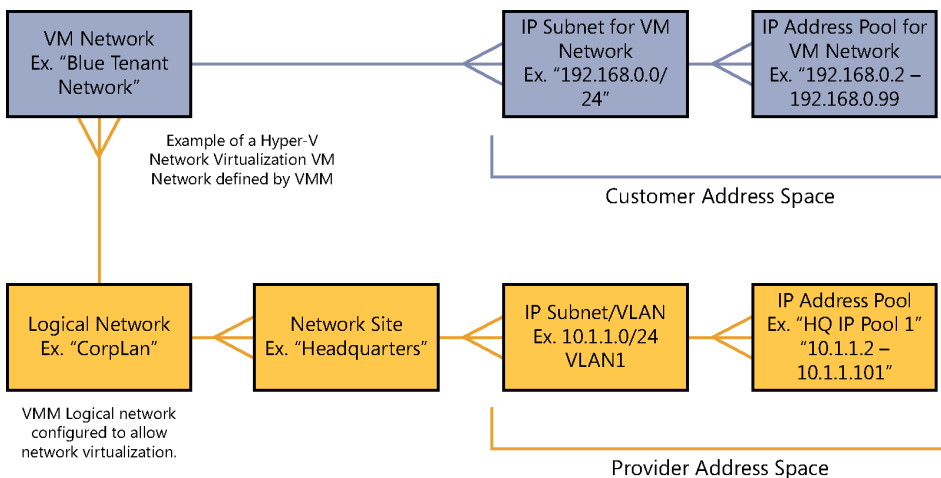 VM Network
Ex. “Blue Tenant
Network”
IP Subnet for VM
Network
Ex. “192.168.0.0/
24”
IP Address Pool for
VM Network
Ex. “192.168.0.2 –
192.168.0.99
Example of a Hyper-V
Network Virtualization VM
Network defined by VMM
Customer Address Space
Logical Network
Ex. “CorpLan”
Network Site
Ex. “Headquarters”
IP Subnet/VLAN
Ex. 10.1.1.0/24
VLAN1
IP Address Pool
Ex. “HQ IP Pool 1”
“10.1.1.2 –
10.1.1.101”
VMM Logical network
configured to allow
network virtualization.
Provider Address Space